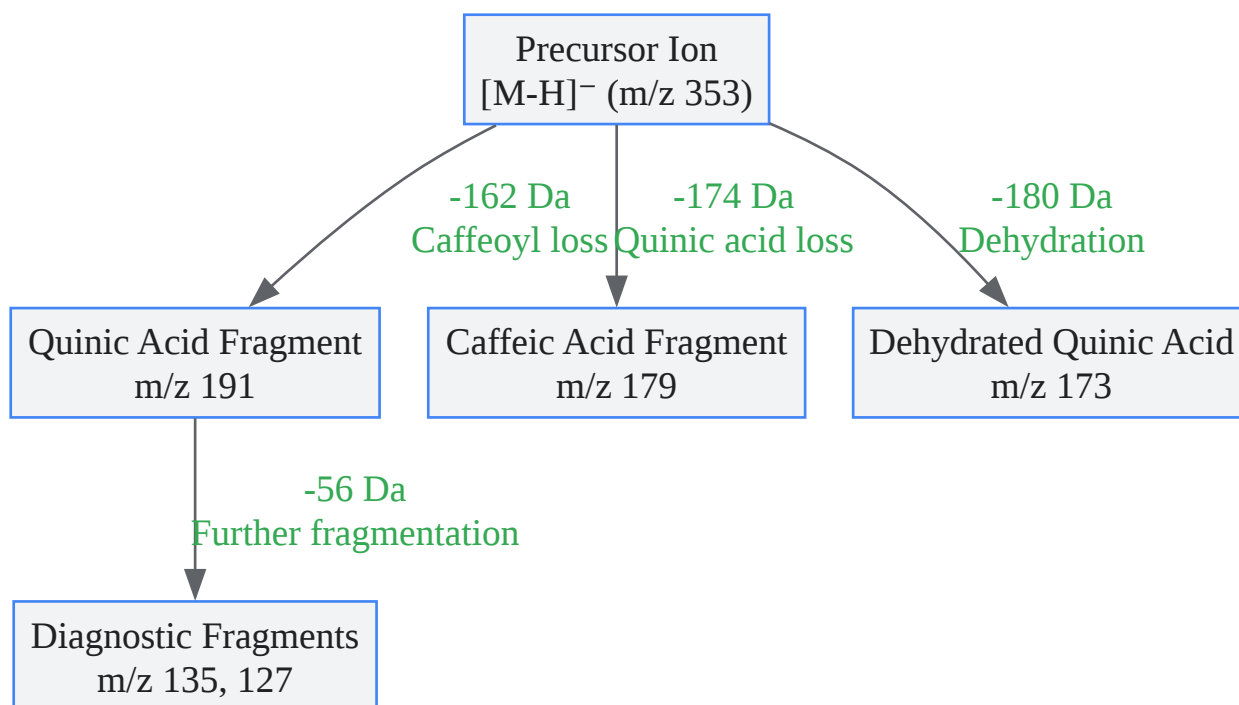 Precursor Ion
[M-H]⁻ (m/z 353)
-162 Da
Caffeoyl loss
-174 Da
Quinic acid loss
-180 Da
Dehydration
Quinic Acid Fragment
m/z 191
Caffeic Acid Fragment
m/z 179
Dehydrated Quinic Acid
m/z 173
-56 Da
Further fragmentation
Diagnostic Fragments
m/z 135, 127